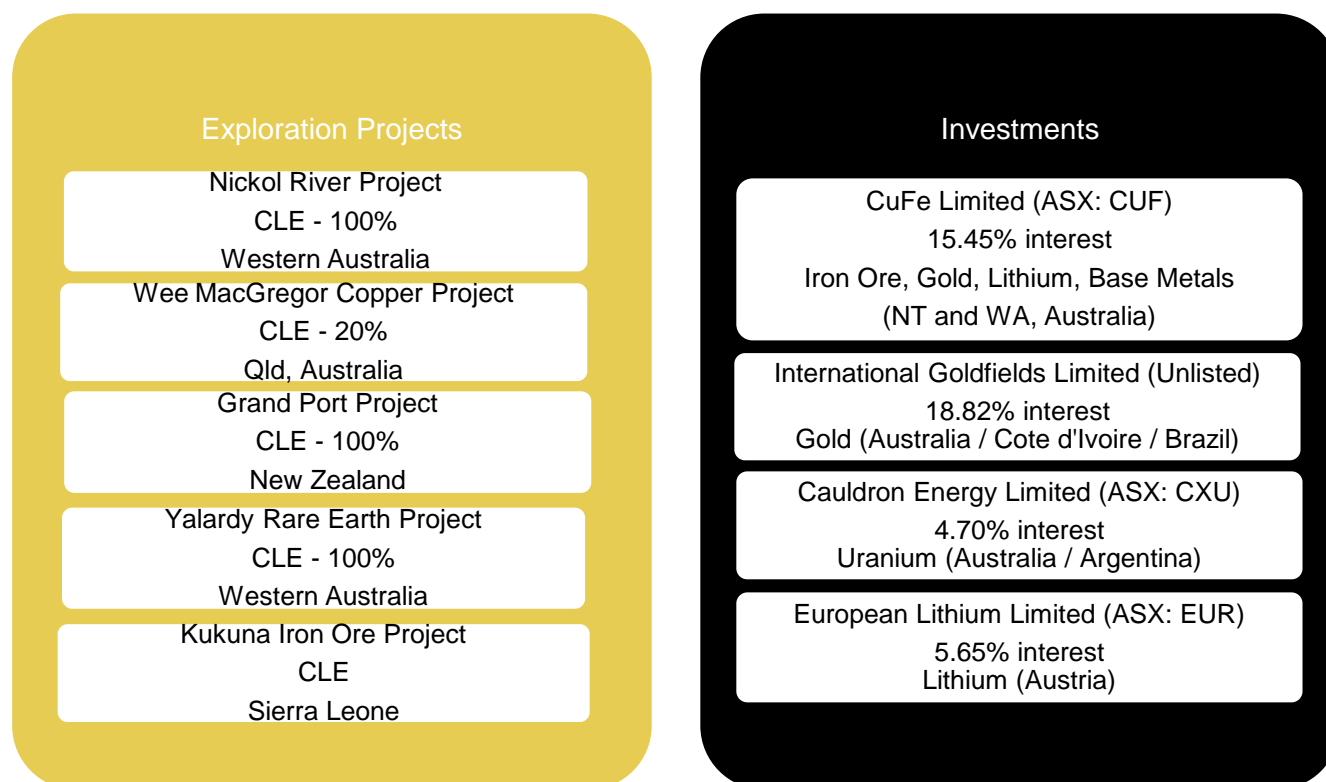 Exploration Projects
Nickol River Project
CLE - 100%
Western Australia
Wee MacGregor Copper Project
CLE - 20%
Qld, Australia
Grand Port Project
CLE - 100%
New Zealand
Yalardy Rare Earth Project
CLE - 100%
Western Australia
Kukuna Iron Ore Project
CLE
Sierra Leone
Investments
CuFe Limited (ASX: CUF)
15.45% interest
Iron Ore, Gold, Lithium, Base Metals
(NT and WA, Australia)
International Goldfields Limited (Unlisted)
18.82% interest
Gold (Australia / Cote d'Ivoire / Brazil)
Cauldron Energy Limited (ASX: CXU)
4.70% interest
Uranium (Australia / Argentina)
European Lithium Limited (ASX: EUR)
5.65% interest
Lithium (Austria)